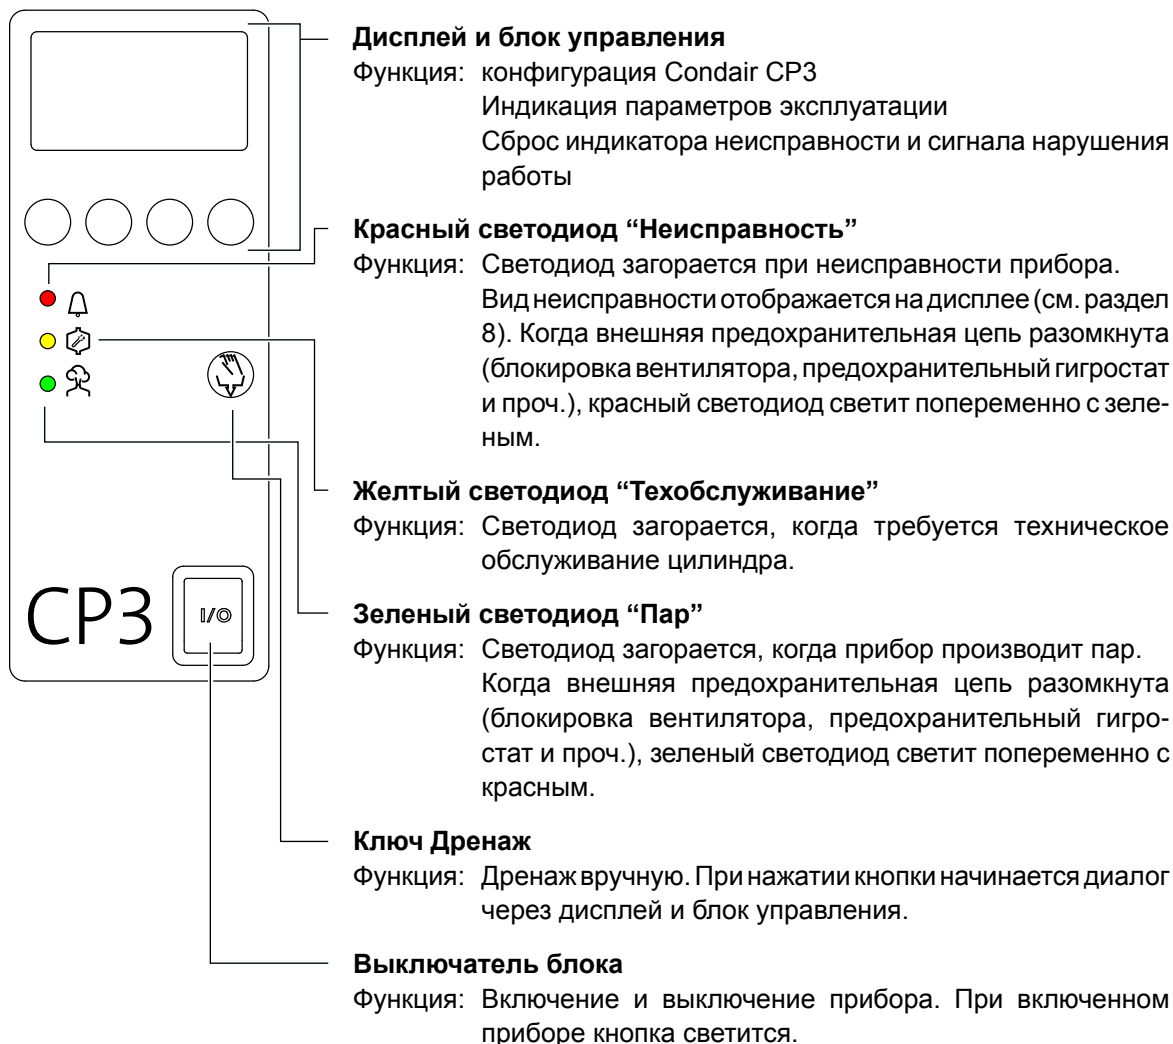 Дисплей и блок управления
Функция: конфигурация Condair CP3
Индикация параметров эксплуатации
Сброс индикатора неисправности и сигнала нарушения
работы
Красный светодиод “Неисправность”
Функция: Светодиод загорается при неисправности прибора.
Вид неисправности отображается на дисплее (см. раздел
8). Когда внешняя предохранительная цепь разомкнута
(блокировка вентилятора, предохранительный гигростат
и проч.), красный светодиод светит попеременно с зеле-
ным.
Желтый светодиод “Техобслуживание”
Функция: Светодиод загорается, когда требуется техническое
обслуживание цилиндра.
Зеленый светодиод “Пар”
Функция: Светодиод загорается, когда прибор производит пар.
Когда внешняя предохранительная цепь разомкнута
(блокировка вентилятора, предохранительный гигро-
стат и проч.), зеленый светодиод светит попеременно с
красным.
Ключ Дренаж
Функция: Дренаж вручную. При нажатии кнопки начинается диалог
через дисплей и блок управления.
Выключатель блока
Функция: Включение и выключение прибора. При включенном
приборе кнопка светится.
CP3
I/O